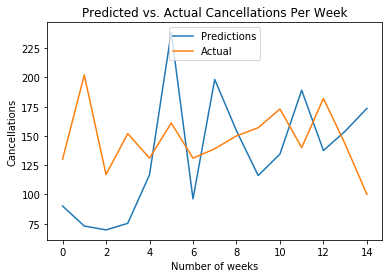 Predicted vs. Actual Cancellations Per Week
Predictions
Actual
Cancellations
225
200
175
150
125
100
75
0 2 4 6 8 10 12 14
Number of weeks